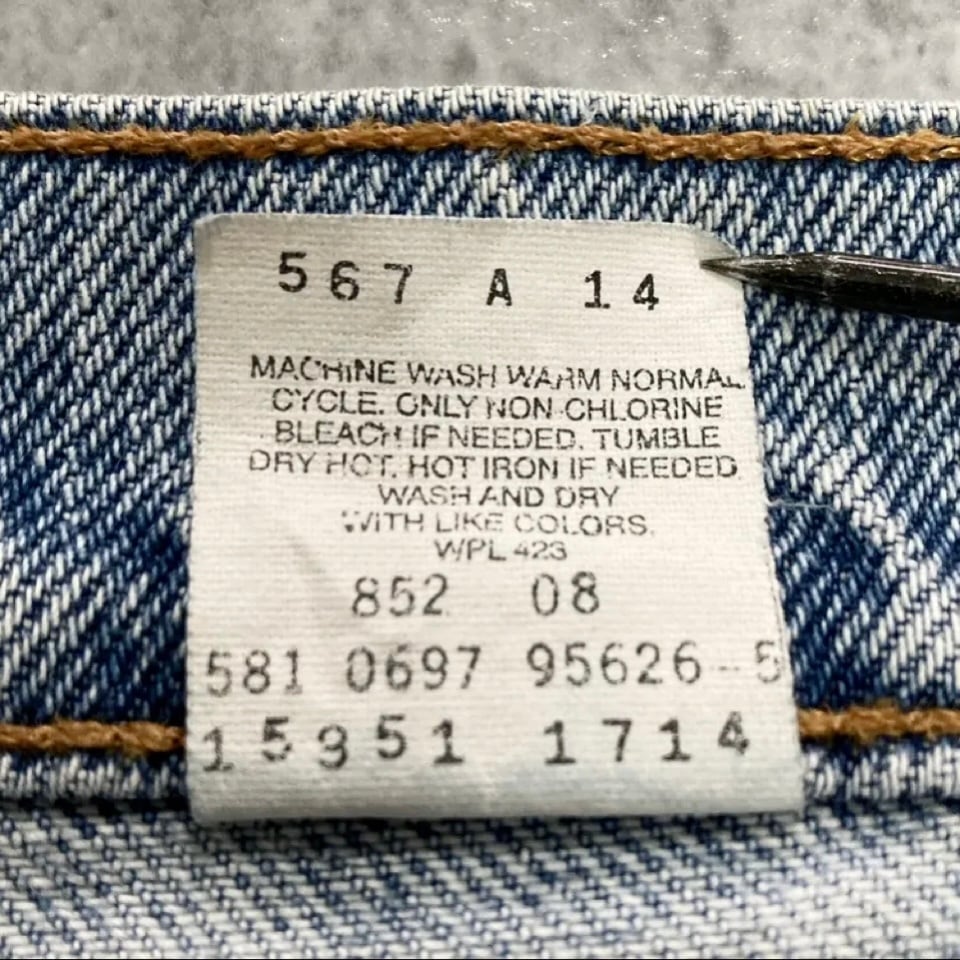 567 A 14
MACHINE WASH WARM NORMAL
CYCLE. ONLY NON-CHLORINE
BLEACH IF NEEDED. TUMBLE
DRY HOT. HOT IRON IF NEEDED
WASH AND DRY
WITH LIKE COLORS.
WPL 423
852 08
581 0697 95626-5
15951 1714